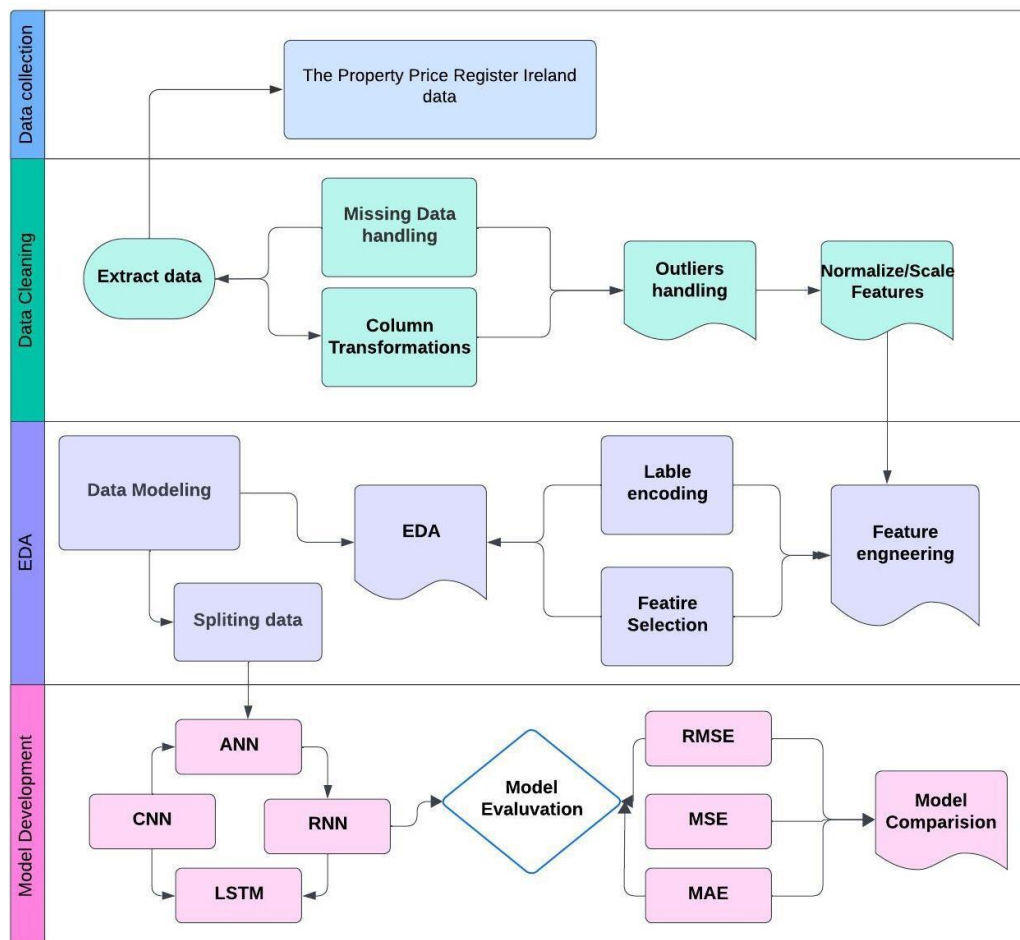 Data collection
The Property Price Register Ireland
data
Data Cleaning
Extract data
Missing Data
handling
Column
Transformations
Outliers
handling
Normalize/Scale
Features
EDA
Data Modeling
Spliting data
EDA
Lable
encoding
Featire
Selection
Feature
engneering
Model Development
ANN
CNN
RNN
LSTM
Model
Evaluvation
RMSE
MSE
MAE
Model
Comparision